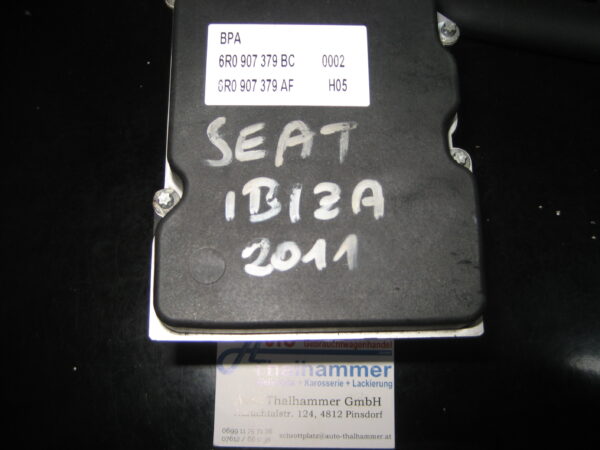 BPA
6R0 907 379 BC 0002
6R0 907 379 AF H05
SEAT
IBIZA
2011
Gebrauchtwagenhandel
Thalhammer
Karosserie + Lackierung
Thalhammer GmbH
124, 4812 Pinsdorf
schrottplatz@auto-thalhammer.at